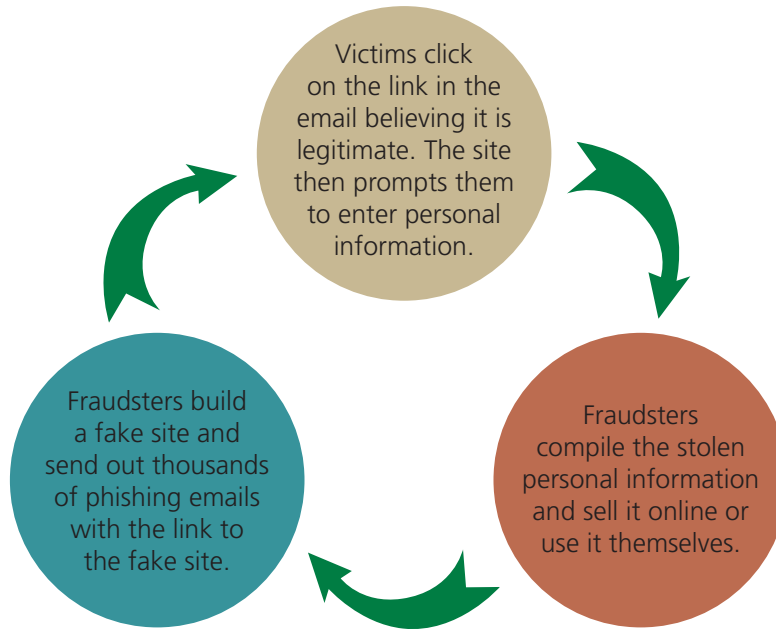 Victims click
on the link in the
email believing it is
legitimate. The site
then prompts them
to enter personal
information.
Fraudsters build
a fake site and
send out thousands
of phishing emails
with the link to
the fake site.
Fraudsters
compile the stolen
personal information
and sell it online or
use it themselves.